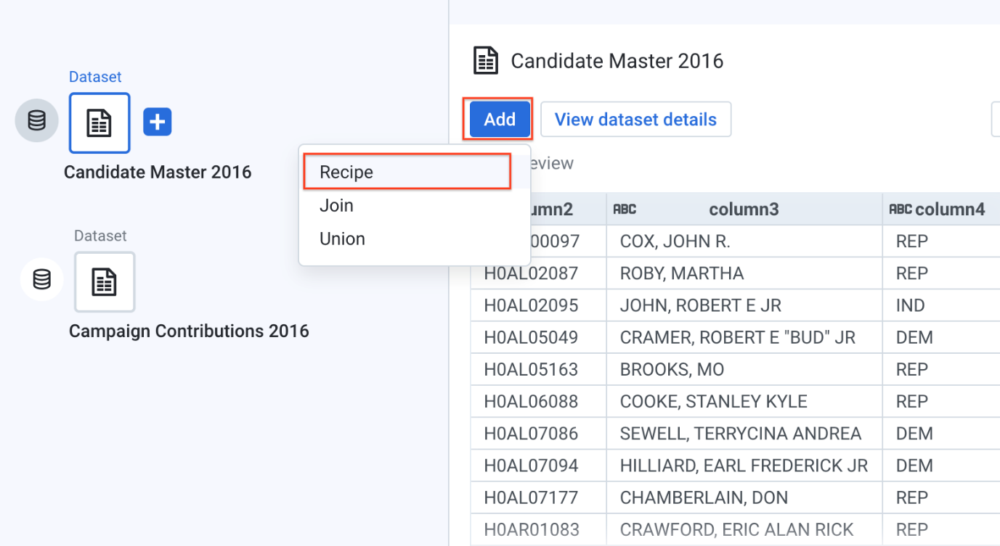 Dataset
Candidate Master 2016
Dataset
Campaign Contributions 2016
Candidate Master 2016
Add View dataset details
Recipe
Join
Union
eview
umn2 ABC column3 ABC column4
00097 COX, JOHN R. REP
H0AL02087 ROBY, MARTHA REP
H0AL02095 JOHN, ROBERT E JR IND
H0AL05049 CRAMER, ROBERT E "BUD" JR DEM
H0AL05163 BROOKS, MO REP
H0AL06088 COOKE, STANLEY KYLE REP
H0AL07086 SEWELL, TERRYCINA ANDREA DEM
H0AL07094 HILLIARD, EARL FREDERICK JR DEM
H0AL07177 CHAMBERLAIN, DON REP
H0AR01083 CRAWFORD, ERIC ALAN RICK REP